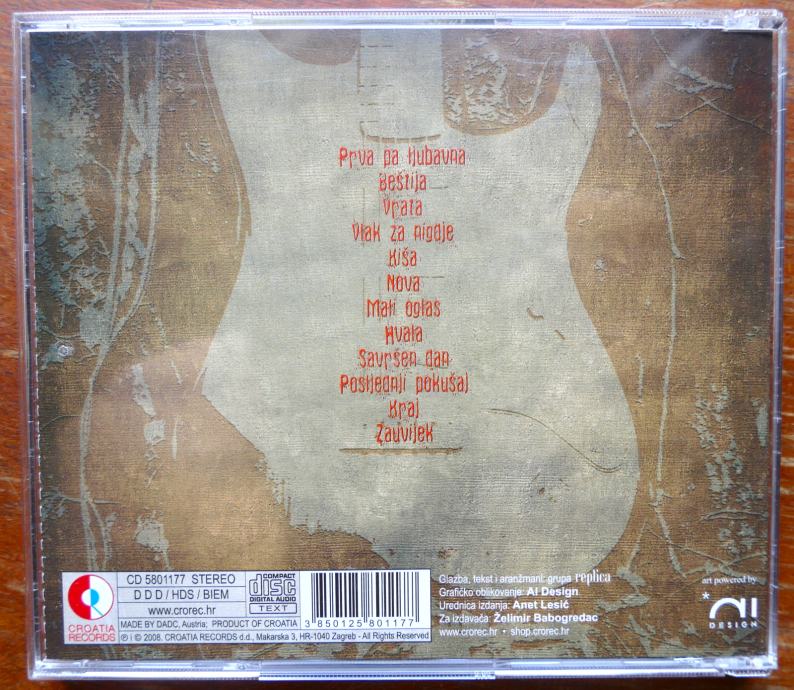 Prva pa ljubavna
Beštija
Vrata
Vlak za nigdje
Kiša
Nova
Mali oglas
Hvala
Savršen dan
Posljednji pokušaj
Kraj
Zauvijek
CROATIA
RECORDS
CD 5801177 STEREO
D D D / HDS / BIEM
www.crorec.hr
COMPACT
disc
DIGITAL AUDIO
TEXT
3 850125 801177
MADE BY DADC, Austria; PRODUCT OF CROATIA
℗ i © 2008. CROATIA RECORDS d.d., Makarska 3, HR-1040 Zagreb - All Rights Reserved
Glazba, tekst i aranžmani: grupa replica
Grafičko oblikovanje: A! Design
Urednica izdanja: Anet Lesić
Za izdavača: Želimir Babogredac
www.crorec.hr • shop.crorec.hr
art powered by
* A!
DESIGN